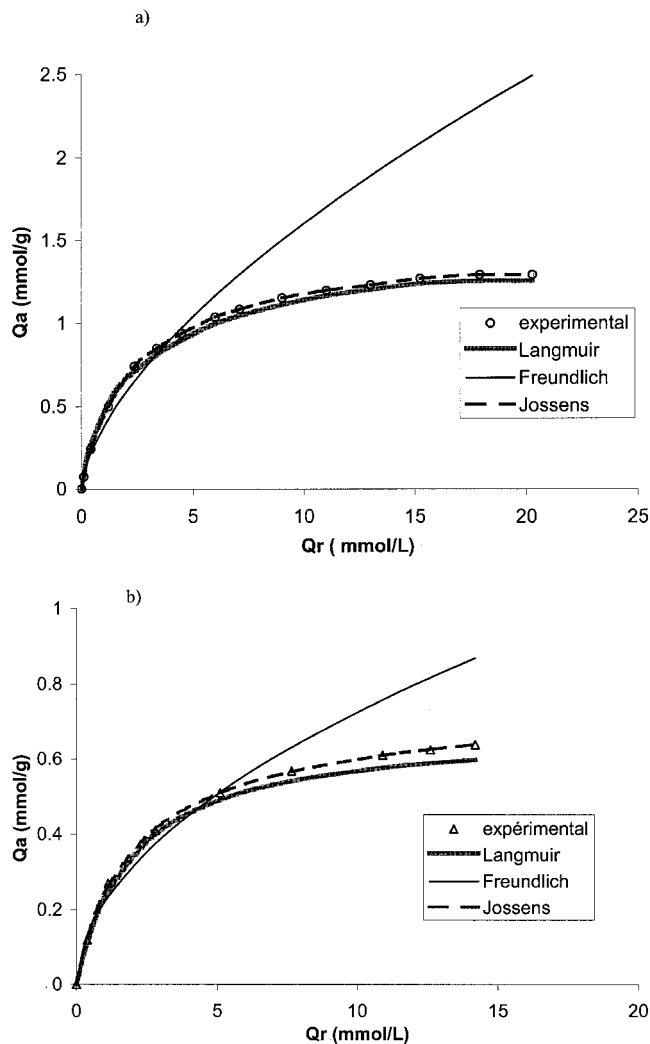 a)
2.5
2
1.5
1
0.5
0
Qa (mmol/g)
experimental
Langmuir
Freundlich
Jossens
0 5 10 15 20 25
Qr ( mmol/L)
b)
1
0.8
0.6
0.4
0.2
0
Qa (mmol/g)
expérimental
Langmuir
Freundlich
Jossens
0 5 10 15 20
Qr (mmol/L)